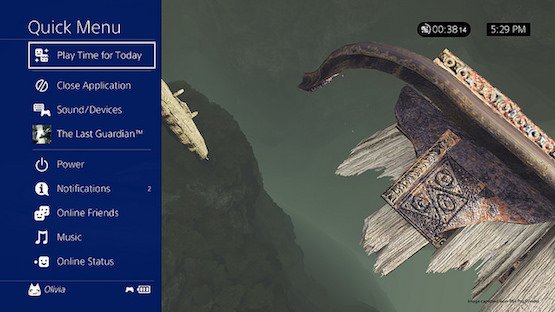 Quick Menu
00:38 14
5:29 PM
Play Time for Today
Close Application
Sound/Devices
The Last Guardian™
Power
Notifications 2
Online Friends
Music
Online Status
Olivia